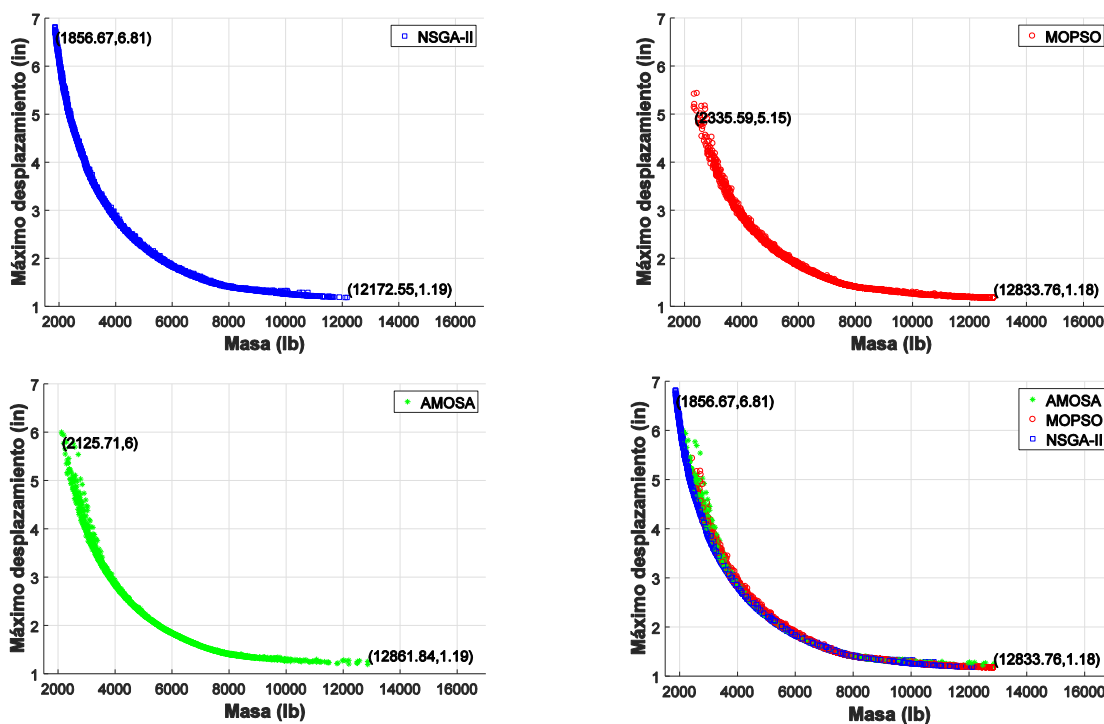 7
6
5
4
3
2
1
Máximo desplazamiento (in)
(1856.67,6.81)
NSGA-II
(12172.55,1.19)
2000 4000 6000 8000 10000 12000 14000 16000
Masa (lb)
7
6
5
4
3
2
1
Máximo desplazamiento (in)
MOPSO
(2335.59,5.15)
(12833.76,1.18)
2000 4000 6000 8000 10000 12000 14000 16000
Masa (lb)
7
6
5
4
3
2
1
Máximo desplazamiento (in)
AMOSA
(2125.71,6)
(12861.84,1.19)
2000 4000 6000 8000 10000 12000 14000 16000
Masa (lb)
7
6
5
4
3
2
1
Máximo desplazamiento (in)
(1856.67,6.81)
AMOSA
MOPSO
NSGA-II
(12833.76,1.18)
2000 4000 6000 8000 10000 12000 14000 16000
Masa (lb)